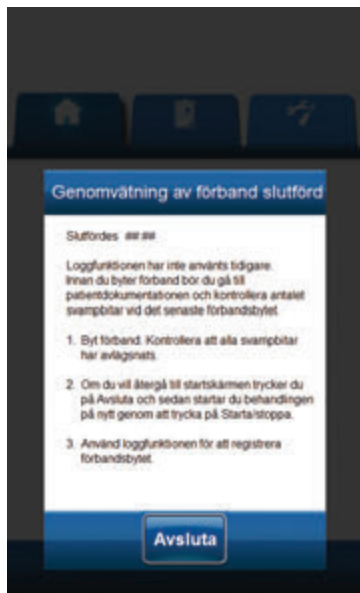 Genomvätning av förband slutförd
Slutfördes ##:##
Loggfunktionen har inte använts tidigare.
Innan du byter förband bör du gå till
patientdokumentationen och kontrollera antalet
svampbitar vid det senaste förbandsbytet.
1. Byt förband. Kontrollera att alla svampbitar
har avlägsnats.
2. Om du vill återgå till startskärmen trycker du
på Avsluta och sedan startar du behandlingen
på nytt genom att trycka på Starta/stoppa.
3. Använd loggfunktionen för att registrera
förbandsbytet.
Avsluta